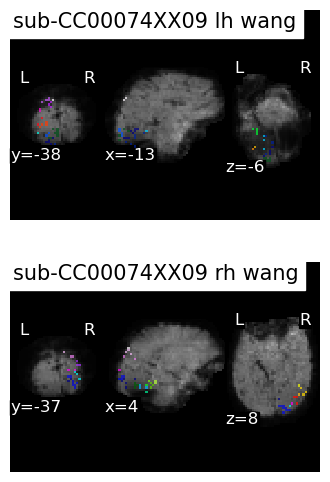 sub-CC00074XX09 lh wang
L R L R
y=-38 x=-13 z=-6
sub-CC00074XX09 rh wang
L R L R
y=-37 x=4 z=8